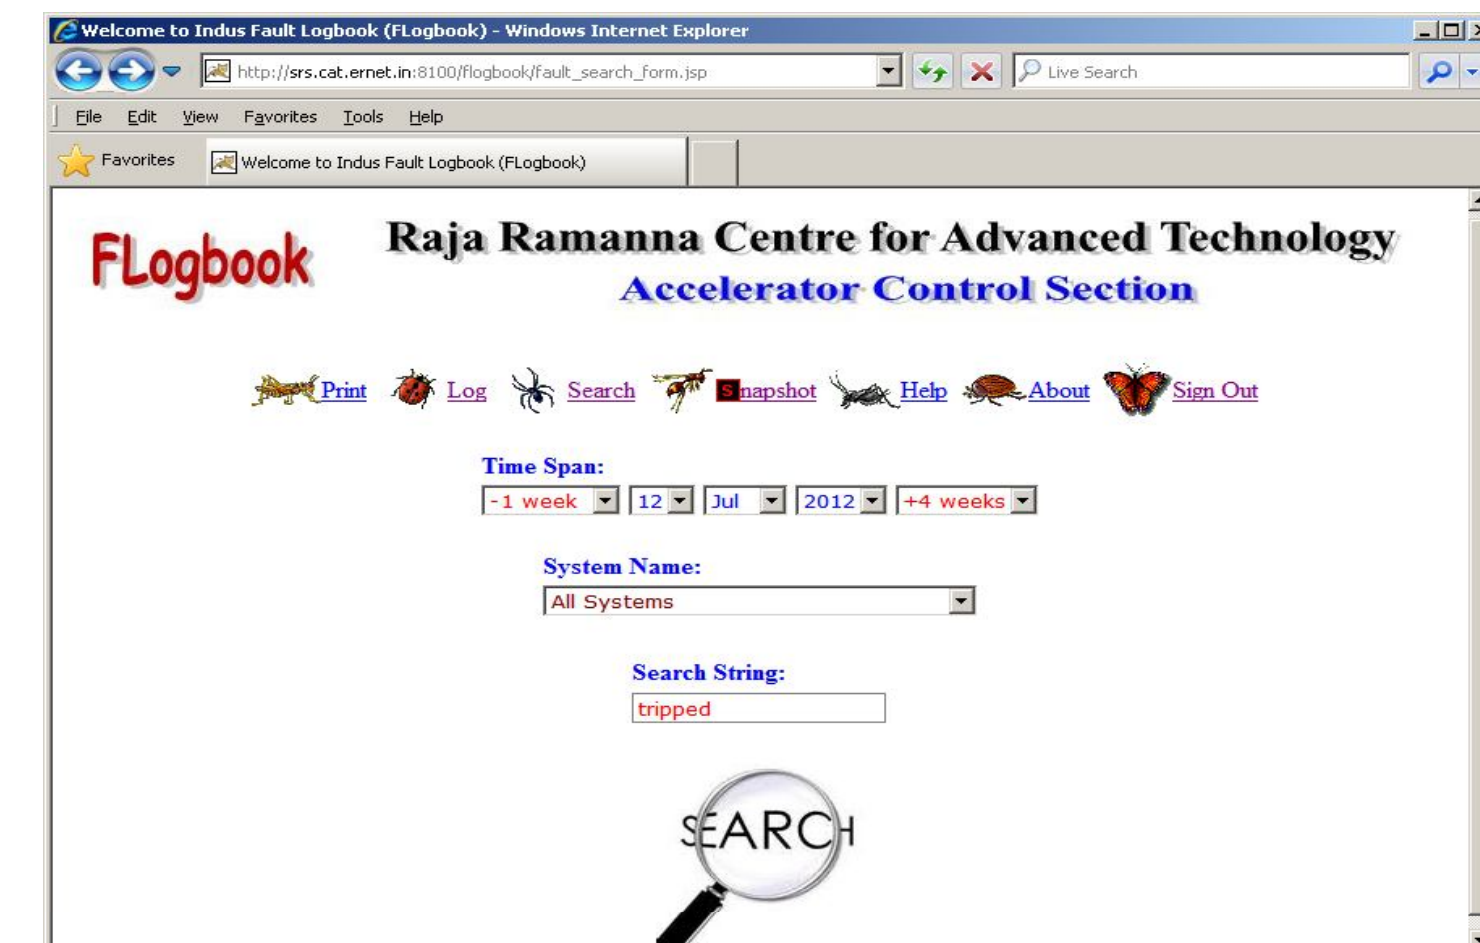 Welcome to Indus Fault Logbook (FLogbook) - Windows Internet Explorer
http://srs.cat.ernet.in:8100/flogbook/fault_search_form.jsp Live Search
File Edit View Favorites Tools Help
Favorites Welcome to Indus Fault Logbook (FLogbook)
FLogbook Raja Ramanna Centre for Advanced Technology
Accelerator Control Section
Print Log Search Snapshot Help About Sign Out
Time Span:
-1 week 12 Jul 2012 +4 weeks
System Name:
All Systems
Search String:
tripped
SEARCH